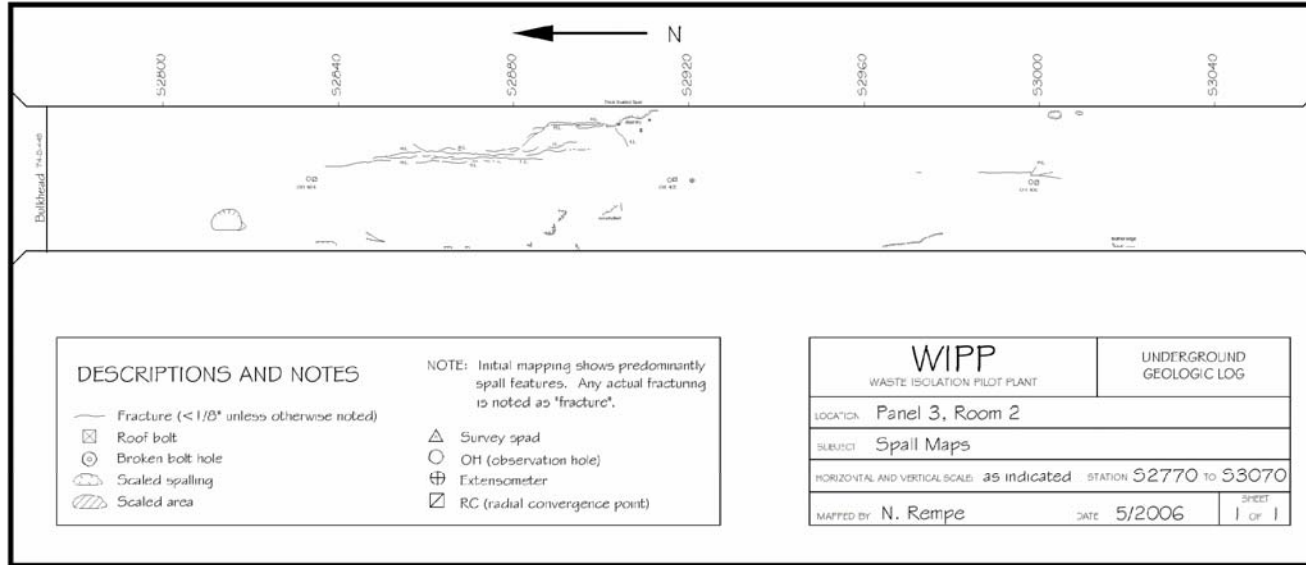 N
S2800
S2840
S2880
S2920
S2960
S3000
S3040
Bulkhead
DESCRIPTIONS AND NOTES
Fracture (<1/8" unless otherwise noted)
Roof bolt
Broken bolt hole
Scaled spalling
Scaled area
NOTE: Initial mapping shows predominantly
spall features. Any actual fracturing
is noted as "fracture".
Survey spad
OH (observation hole)
Extensometer
RC (radial convergence point)
WIPP
WASTE ISOLATION PILOT PLANT
UNDERGROUND
GEOLOGIC LOG
LOCATION Panel 3, Room 2
SUBJECT Spall Maps
HORIZONTAL AND VERTICAL SCALE: as indicated STATION S2770 TO S3070
MAPPED BY N. Rempe DATE 5/2006
SHEET
1 OF 1